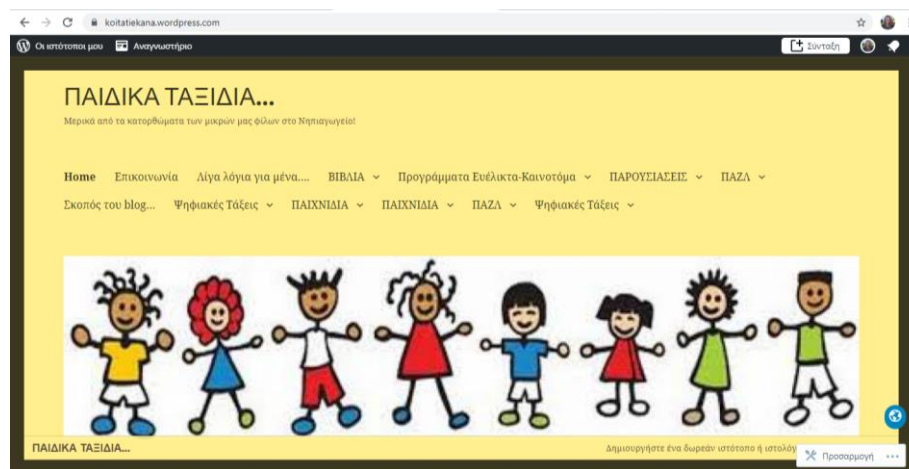 koitatiekana.wordpress.com
Οι ιστότοποι μου Αναγνωστήριο Σύνταξη
ΠΑΙΔΙΚΑ ΤΑΞΙΔΙΑ...
Μερικά από τα κατορθώματα των μικρών μας φίλων στο Νηπιαγωγείο!
Home Επικοινωνία Λίγα λόγια για μένα.... ΒΙΒΛΙΑ Προγράμματα Ευέλικτα-Καινοτόμα ΠΑΡΟΥΣΙΑΣΕΙΣ ΠΑΖΛ
Σκοπός του blog... Ψηφιακές Τάξεις ΠΑΙΧΝΙΔΙΑ ΠΑΙΧΝΙΔΙΑ ΠΑΖΛ Ψηφιακές Τάξεις
ΠΑΙΔΙΚΑ ΤΑΞΙΔΙΑ... Δημιουργήστε ένα δωρεάν ιστότοπο ή ιστολόγ
Προσαρμογή